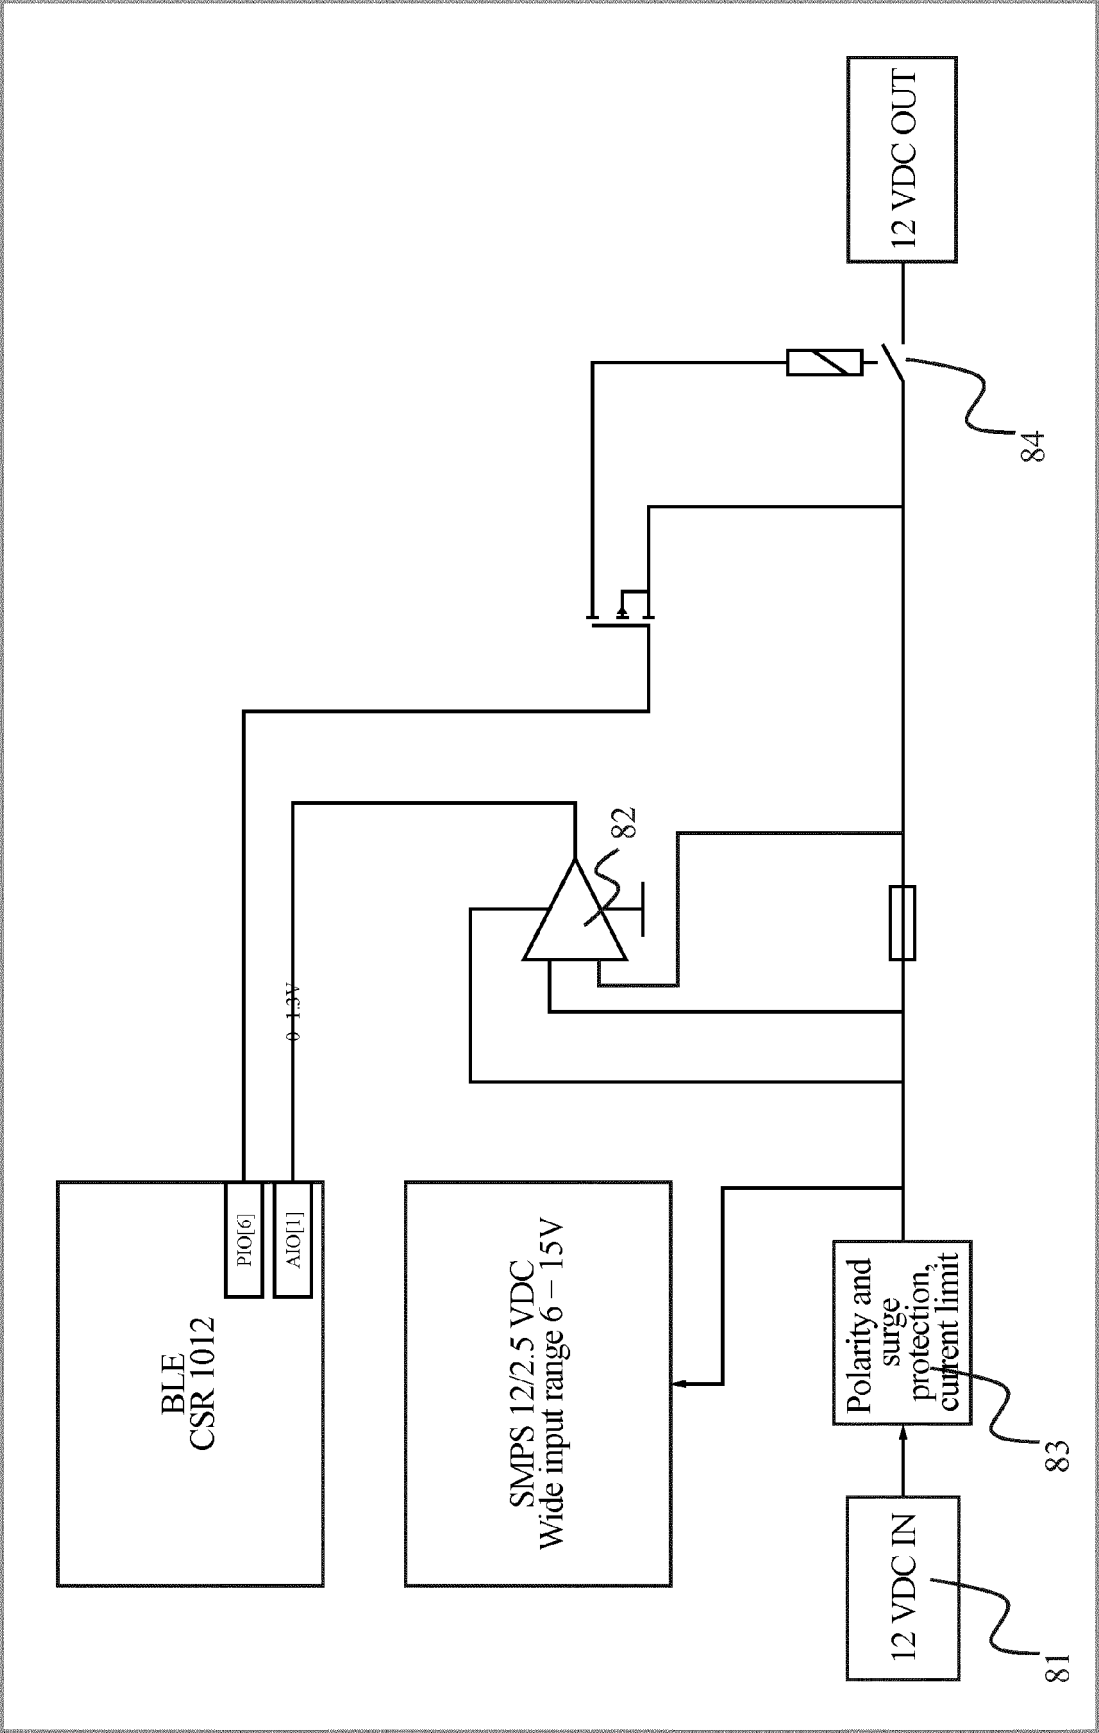 BLE
CSR 1012
PIO[6]
AIO[1]
0–1.3V
SMPS 12/2.5 VDC
Wide input range 6 – 15V
82
12 VDC IN
81
Polarity and
surge
protection,
current limit
83
84
12 VDC OUT